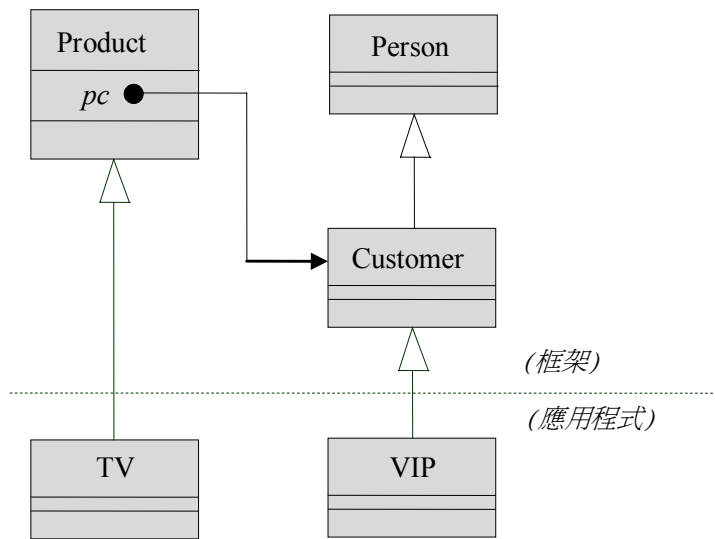 Product
Person
pc
Customer
(框架)
(應用程式)
TV
VIP